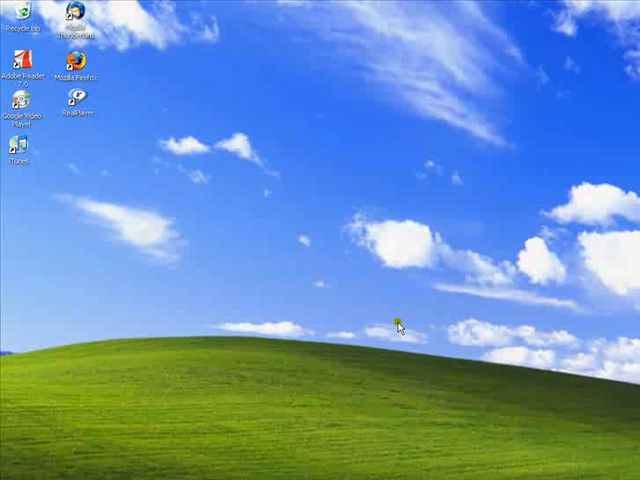 Recycle Bin
Mozilla
Thunderbird
Adobe Reader
7.0
Mozilla Firefox
Google Video
Player
RealPlayer
iTunes